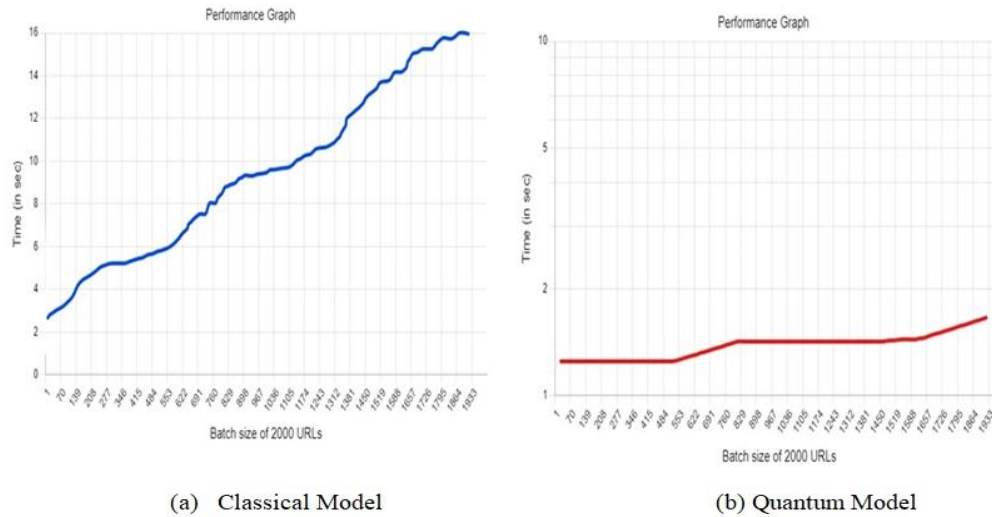 Performance Graph
16
14
12
10
8
6
4
2
0
Time (in sec)
1 70 139 208 277 346 415 484 553 622 691 760 829 898 967 1036 1105 1174 1243 1312 1381 1450 1519 1588 1657 1726 1795 1864 1933
Batch size of 2000 URLs
(a) Classical Model
Performance Graph
10
5
2
1
Time (in sec)
1 70 139 208 277 346 415 484 553 622 691 760 829 898 967 1036 1105 1174 1243 1312 1381 1450 1519 1588 1657 1726 1795 1864 1933
Batch size of 2000 URLs
(b) Quantum Model